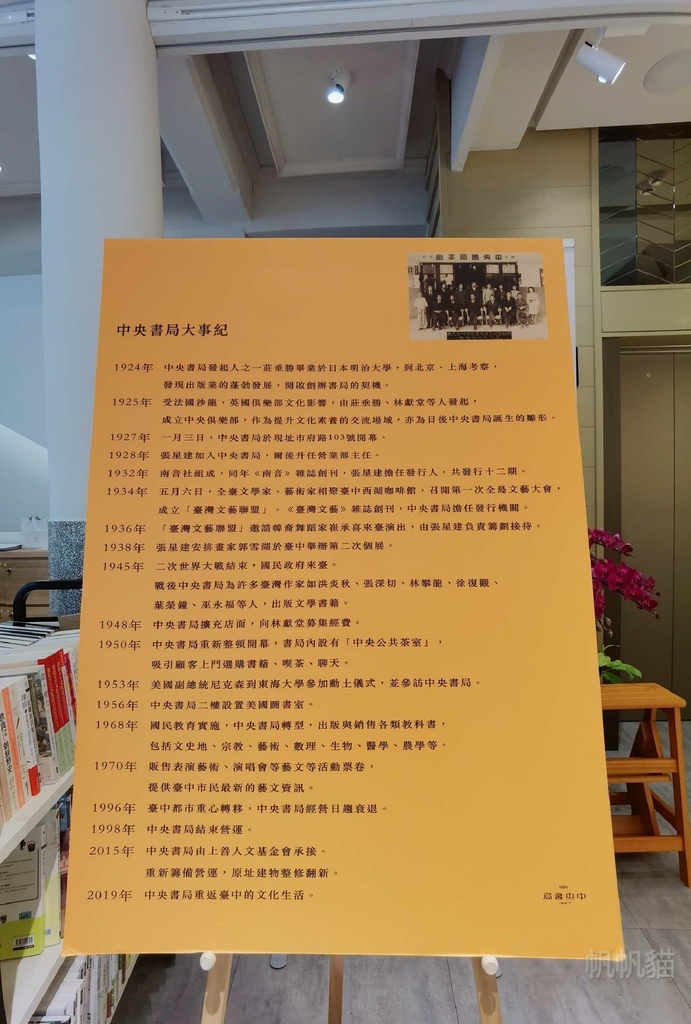 中央書局大事紀
1924年 中央書局發起人之一莊垂勝畢業於日本明治大學，到北京、上海考察，
發現出版業的蓬勃發展，開啟創辦書局的契機。
1925年 受法國沙龍、英國俱樂部文化影響，由莊垂勝、林獻堂等人發起，
成立中央俱樂部，作為提升文化素養的交流場域，亦為日後中央書局誕生的雛形。
1927年 一月三日，中央書局於現址市府路103號開幕。
1928年 張星建加入中央書局，爾後升任營業部主任。
1932年 南音社組成，同年《南音》雜誌創刊，張星建擔任發行人，共發行十二期。
1934年 五月六日，全臺文學家、藝術家相聚臺中西湖咖啡館，召開第一次全島文藝大會，
成立「臺灣文藝聯盟」。《臺灣文藝》雜誌創刊，中央書局擔任發行機關。
1936年 「臺灣文藝聯盟」邀請韓裔舞蹈家崔承喜來臺演出，由張星建負責籌劃接待。
1938年 張星建安排畫家郭雪湖於臺中舉辦第二次個展。
1945年 二次世界大戰結束，國民政府來臺。
戰後中央書局為許多臺灣作家如洪炎秋、張深切、林攀龍、徐復觀、
葉榮鐘、巫永福等人，出版文學書籍。
1948年 中央書局擴充店面，向林獻堂募集經費。
1950年 中央書局重新整頓開幕，書局內設有「中央公共茶室」，
吸引顧客上門選購書籍、喫茶、聊天。
1953年 美國副總統尼克森到東海大學參加動土儀式，並參訪中央書局。
1956年 中央書局二樓設置美國圖書室。
1968年 國民教育實施，中央書局轉型，出版與銷售各類教科書，
包括文史地、宗教、藝術、數理、生物、醫學、農學等。
1970年 販售表演藝術、演唱會等藝文等活動票卷，
提供臺中市民最新的藝文資訊。
1996年 臺中都市重心轉移，中央書局經營日趨衰退。
1998年 中央書局結束營運。
2015年 中央書局由上善人文基金會承接。
重新籌備營運，原址建物整修翻新。
2019年 中央書局重返臺中的文化生活。
局書央中
帆帆貓